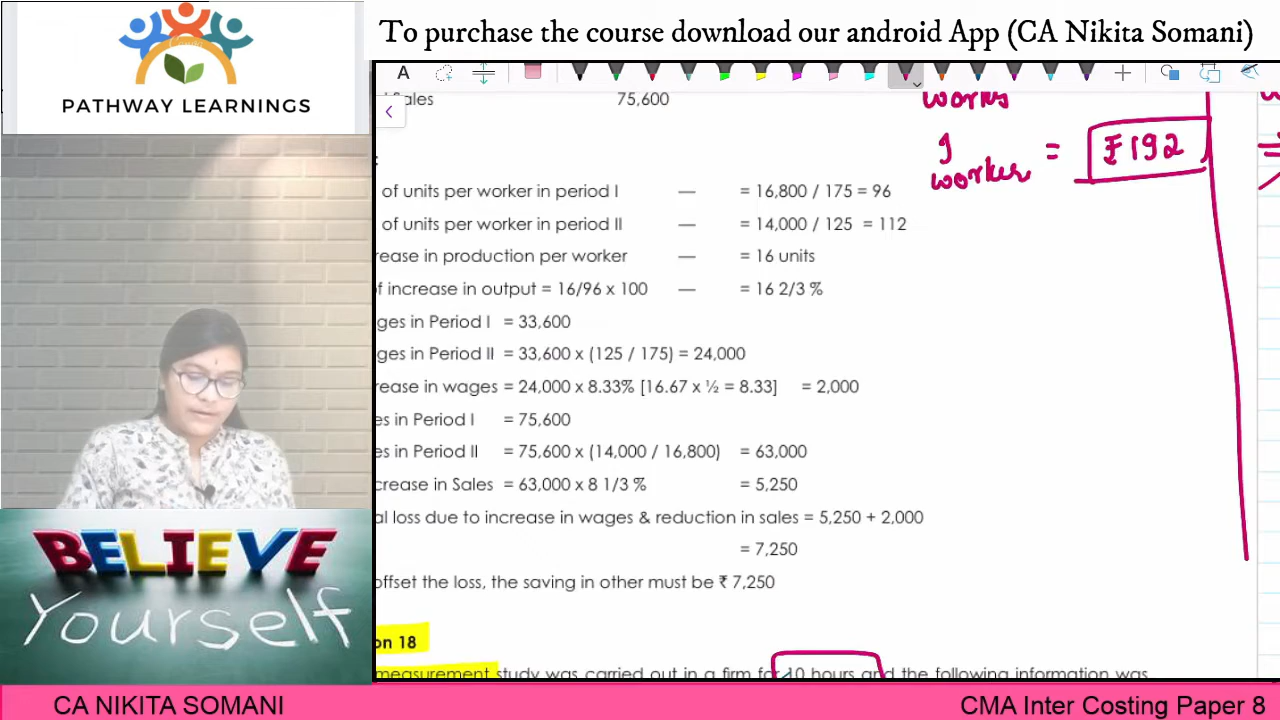 To purchase the course download our android App (CA Nikita Somani)
PATHWAY LEARNINGS
Sales 75,600
works
worker = ₹192
of units per worker in period I — = 16,800 / 175 = 96
of units per worker in period II — = 14,000 / 125 = 112
rease in production per worker — = 16 units
f increase in output = 16/96 x 100 — = 16 2/3 %
ges in Period I = 33,600
ges in Period II = 33,600 x (125 / 175) = 24,000
rease in wages = 24,000 x 8.33% [16.67 x ½ = 8.33] = 2,000
es in Period I = 75,600
es in Period II = 75,600 x (14,000 / 16,800) = 63,000
crease in Sales = 63,000 x 8 1/3 % = 5,250
al loss due to increase in wages & reduction in sales = 5,250 + 2,000
= 7,250
offset the loss, the saving in other must be ₹ 7,250
on 18
measurement study was carried out in a firm for 10 hours and the following information was
BELIEVE
Yourself
CA NIKITA SOMANI
CMA Inter Costing Paper 8